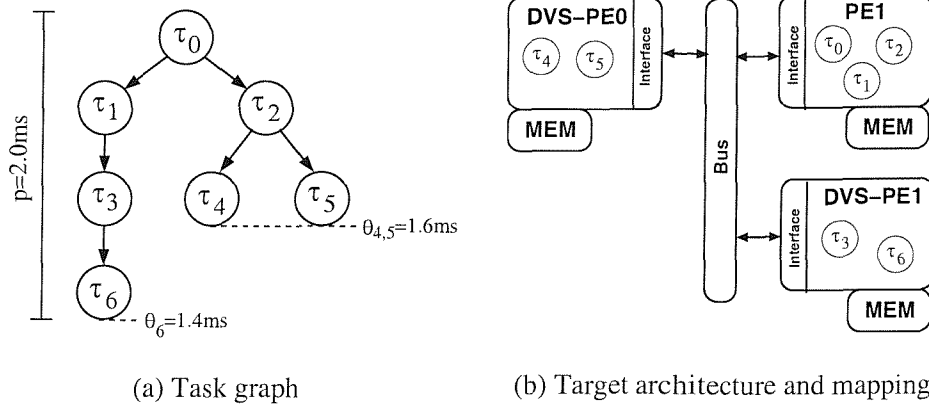 τ0
τ1
τ2
τ3
τ4
τ5
τ6
p=2.0ms
θ4,5=1.6ms
θ6=1.4ms
(a) Task graph
DVS–PE0
τ4
τ5
Interface
MEM
Bus
PE1
Interface
τ0
τ2
τ1
MEM
DVS–PE1
Interface
τ3
τ6
MEM
(b) Target architecture and mapping